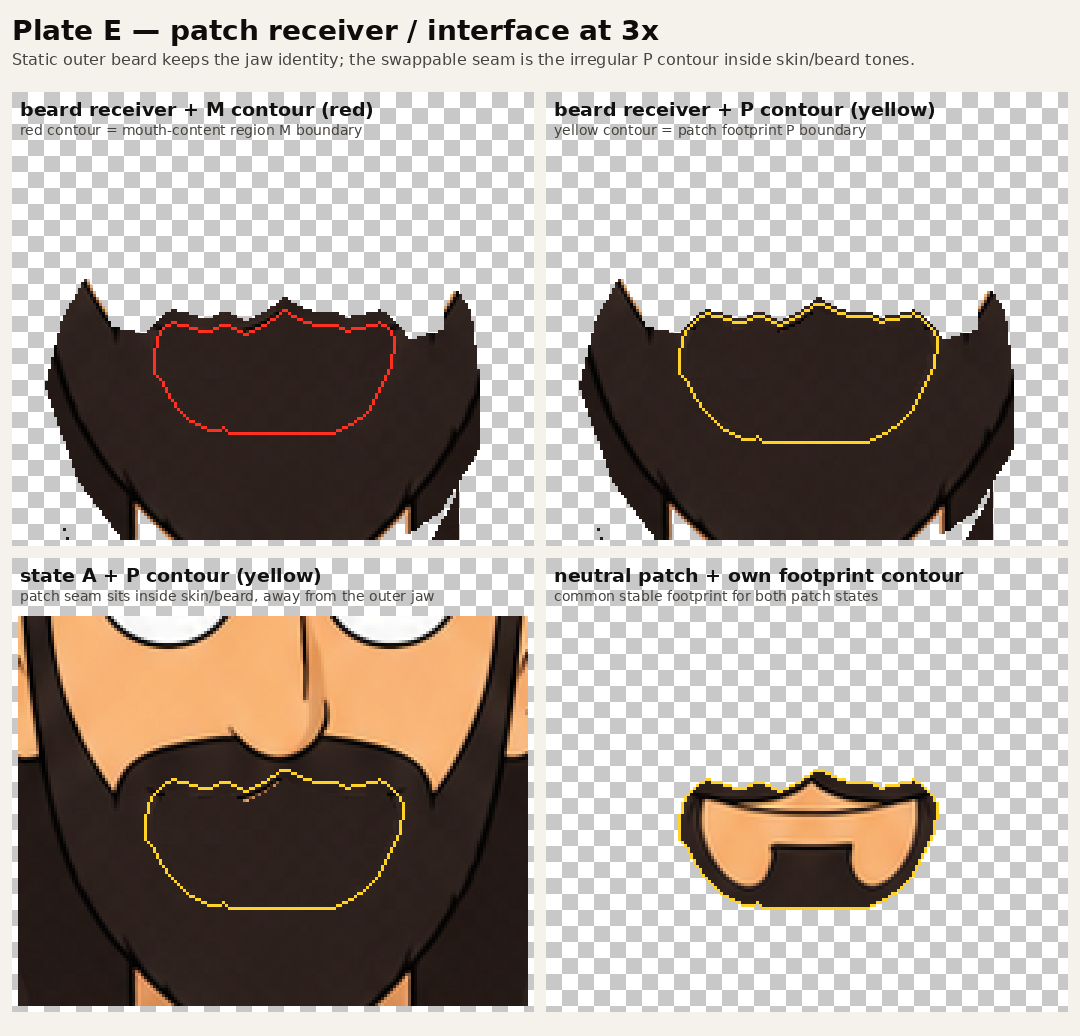 Plate E — patch receiver / interface at 3x
Static outer beard keeps the jaw identity; the swappable seam is the irregular P contour inside skin/beard tones.
beard receiver + M contour (red)
red contour = mouth-content region M boundary
beard receiver + P contour (yellow)
yellow contour = patch footprint P boundary
state A + P contour (yellow)
patch seam sits inside skin/beard, away from the outer jaw
neutral patch + own footprint contour
common stable footprint for both patch states